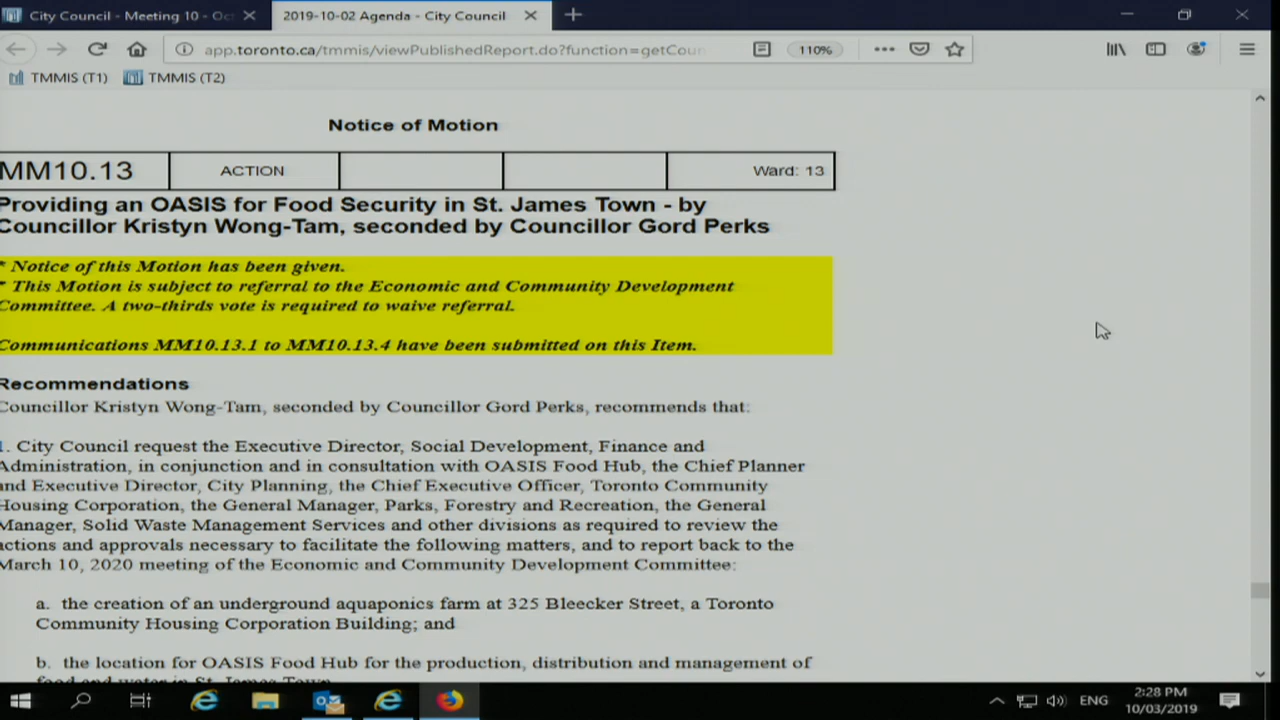 City Council - Meeting 10 - Oc
2019-10-02 Agenda - City Council
app.toronto.ca/tmmis/viewPublishedReport.do?function=getCou
110%
TMMIS (T1)
TMMIS (T2)
Notice of Motion
MM10.13
ACTION
Ward: 13
Providing an OASIS for Food Security in St. James Town - by
Councillor Kristyn Wong-Tam, seconded by Councillor Gord Perks
* Notice of this Motion has been given.
* This Motion is subject to referral to the Economic and Community Development
Committee. A two-thirds vote is required to waive referral.
Communications MM10.13.1 to MM10.13.4 have been submitted on this Item.
Recommendations
Councillor Kristyn Wong-Tam, seconded by Councillor Gord Perks, recommends that:
1. City Council request the Executive Director, Social Development, Finance and
Administration, in conjunction and in consultation with OASIS Food Hub, the Chief Planner
and Executive Director, City Planning, the Chief Executive Officer, Toronto Community
Housing Corporation, the General Manager, Parks, Forestry and Recreation, the General
Manager, Solid Waste Management Services and other divisions as required to review the
actions and approvals necessary to facilitate the following matters, and to report back to the
March 10, 2020 meeting of the Economic and Community Development Committee:
a. the creation of an underground aquaponics farm at 325 Bleecker Street, a Toronto
Community Housing Corporation Building; and
b. the location for OASIS Food Hub for the production, distribution and management of
food and water in St. James Town
ENG
2:28 PM
10/03/2019